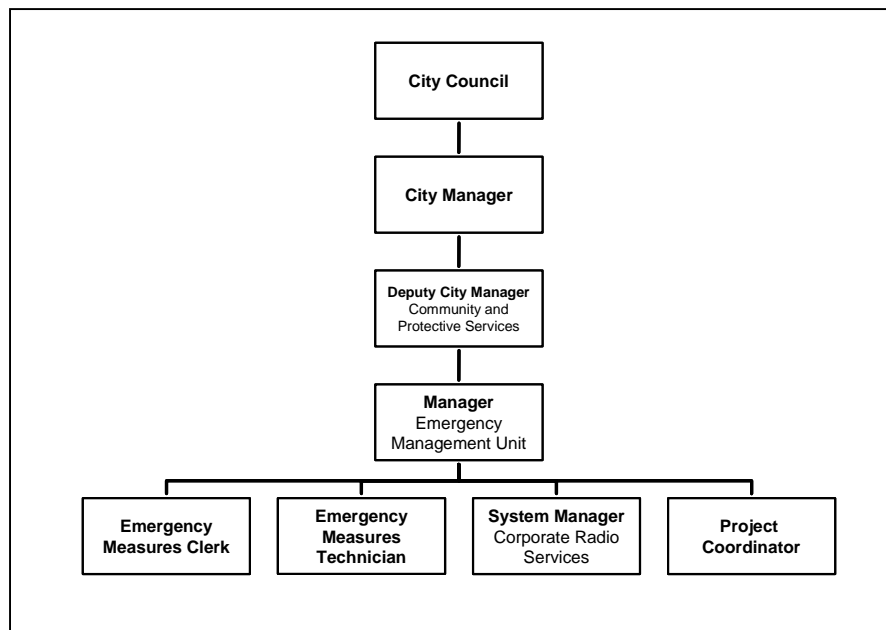 City Council
City Manager
Deputy City Manager
Community and
Protective Services
Manager
Emergency
Management Unit
Emergency
Measures Clerk
Emergency
Measures
Technician
System Manager
Corporate Radio
Services
Project
Coordinator